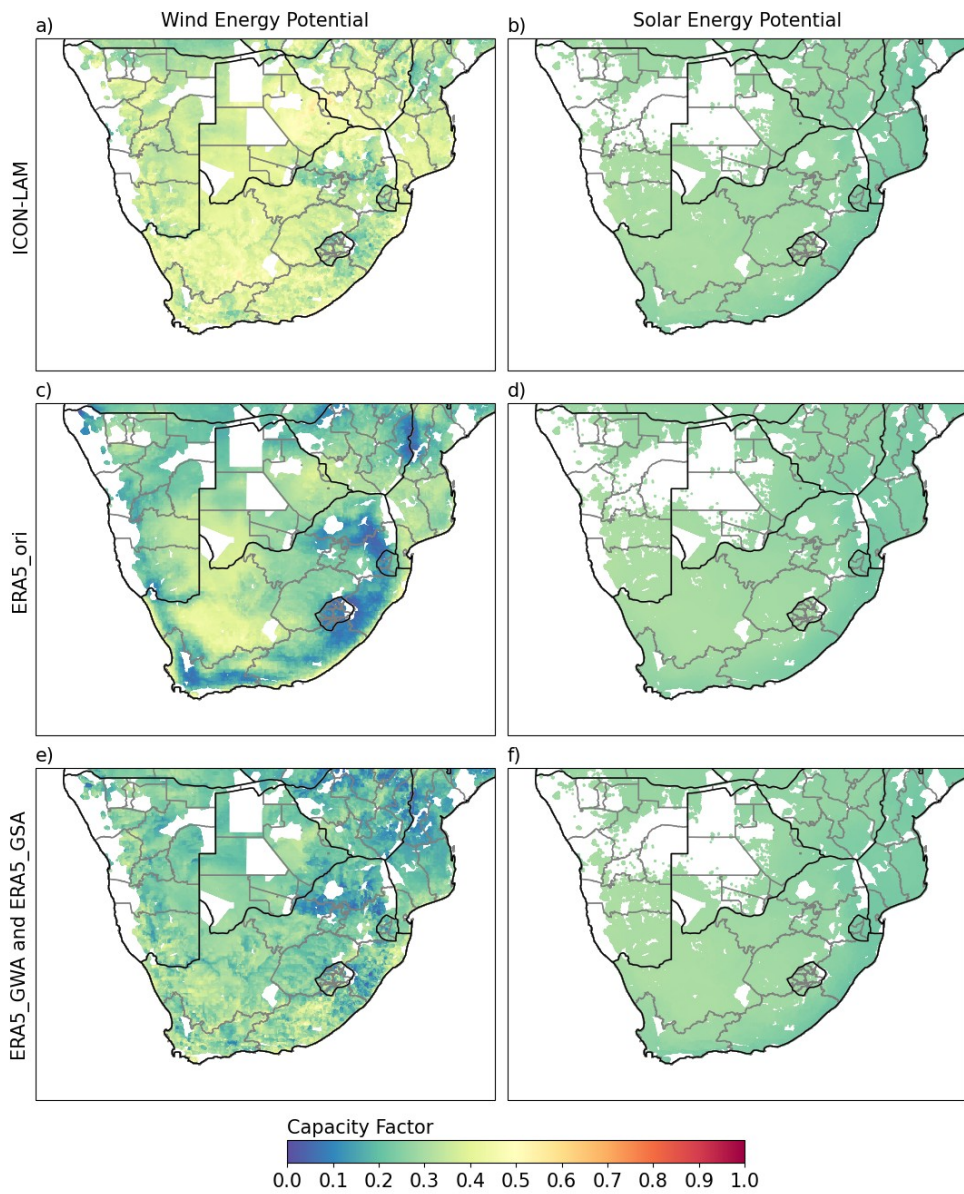 Wind Energy Potential
Solar Energy Potential
a)
b)
ICON-LAM
c)
d)
ERA5_ori
e)
f)
ERA5_GWA and ERA5_GSA
Capacity Factor
0.0 0.1 0.2 0.3 0.4 0.5 0.6 0.7 0.8 0.9 1.0